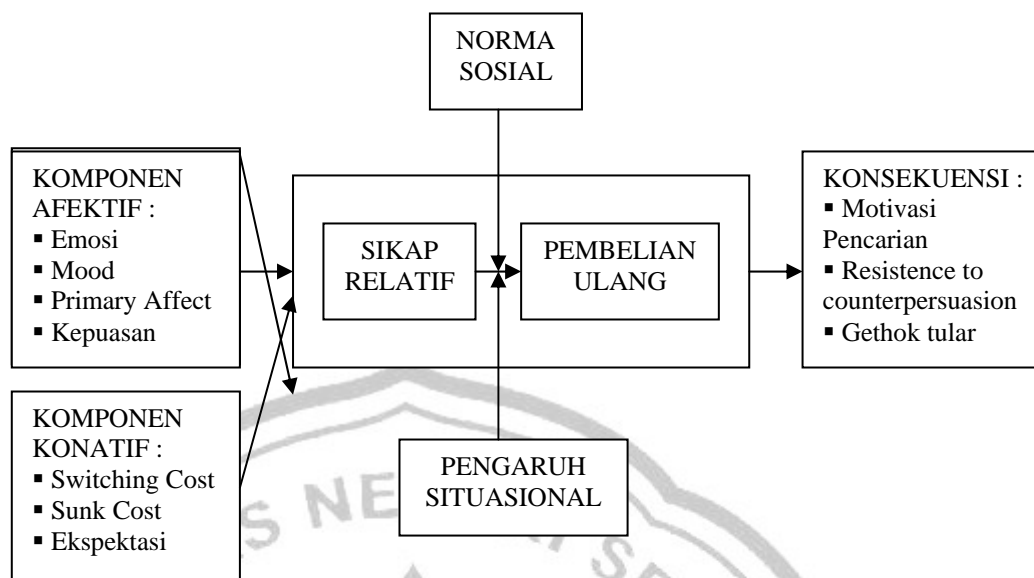 NORMA
SOSIAL
KOMPONEN
AFEKTIF :
▪ Emosi
▪ Mood
▪ Primary Affect
▪ Kepuasan
SIKAP
RELATIF
PEMBELIAN
ULANG
KONSEKUENSI :
▪ Motivasi
Pencarian
▪ Resistence to
counterpersuasion
▪ Gethok tular
KOMPONEN
KONATIF :
▪ Switching Cost
▪ Sunk Cost
▪ Ekspektasi
PENGARUH
SITUASIONAL